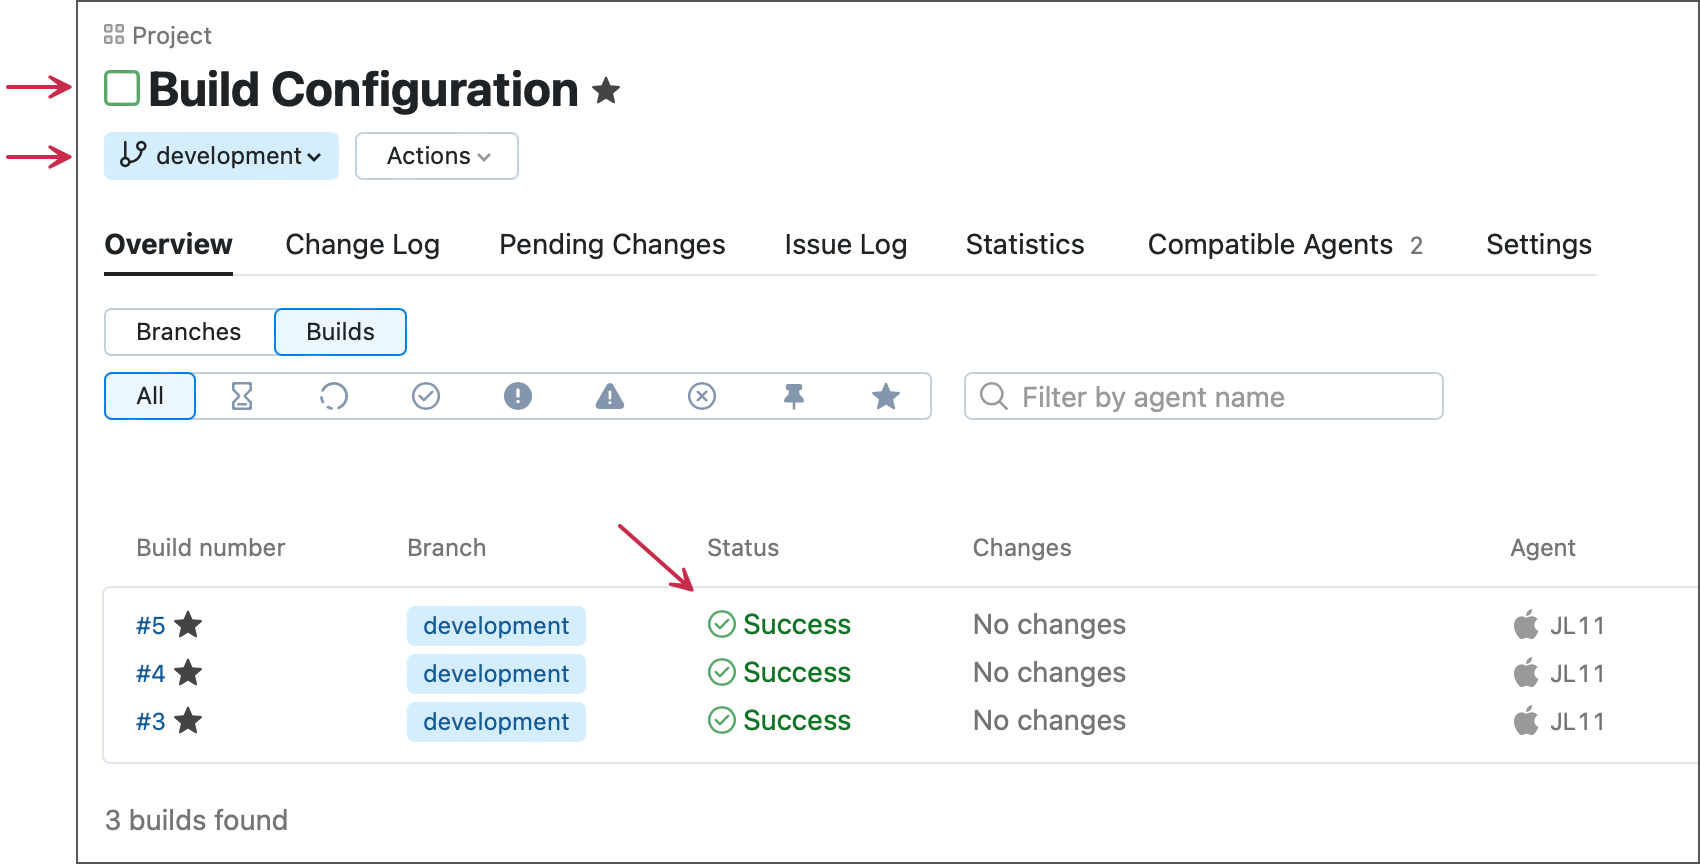 Project
Build Configuration
development Actions
Overview Change Log Pending Changes Issue Log Statistics Compatible Agents 2 Settings
Branches Builds
All Filter by agent name
Build number Branch Status Changes Agent
#5 development Success No changes JL11
#4 development Success No changes JL11
#3 development Success No changes JL11
3 builds found